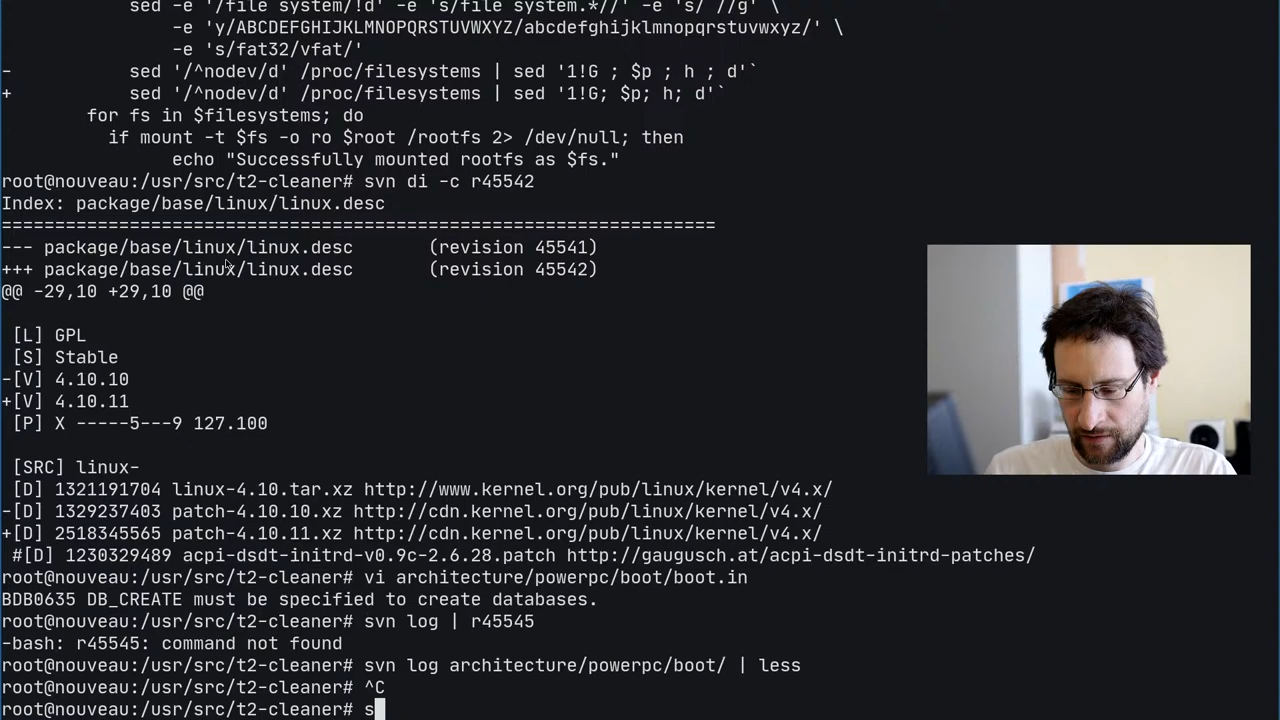 sed -e '/file system/!d' -e 's/file system.*//' -e 's/ //g' \
-e 'y/ABCDEFGHIJKLMNOPQRSTUVWXYZ/abcdefghijklmnopqrstuvwxyz/' \
-e 's/fat32/vfat/'
- sed '/^nodev/d' /proc/filesystems | sed '1!G ; $p ; h ; d'`
+ sed '/^nodev/d' /proc/filesystems | sed '1!G; $p; h; d'`
for fs in $filesystems; do
if mount -t $fs -o ro $root /rootfs 2> /dev/null; then
echo "Successfully mounted rootfs as $fs."
root@nouveau:/usr/src/t2-cleaner# svn di -c r45542
Index: package/base/linux/linux.desc
===================================================================
--- package/base/linux/linux.desc (revision 45541)
+++ package/base/linux/linux.desc (revision 45542)
@@ -29,10 +29,10 @@
[L] GPL
[S] Stable
-[V] 4.10.10
+[V] 4.10.11
[P] X -----5---9 127.100
[SRC] linux-
[D] 1321191704 linux-4.10.tar.xz http://www.kernel.org/pub/linux/kernel/v4.x/
-[D] 1329237403 patch-4.10.10.xz http://cdn.kernel.org/pub/linux/kernel/v4.x/
+[D] 2518345565 patch-4.10.11.xz http://cdn.kernel.org/pub/linux/kernel/v4.x/
#[D] 1230329489 acpi-dsdt-initrd-v0.9c-2.6.28.patch http://gaugusch.at/acpi-dsdt-initrd-patches/
root@nouveau:/usr/src/t2-cleaner# vi architecture/powerpc/boot/boot.in
BDB0635 DB_CREATE must be specified to create databases.
root@nouveau:/usr/src/t2-cleaner# svn log | r45545
-bash: r45545: command not found
root@nouveau:/usr/src/t2-cleaner# svn log architecture/powerpc/boot/ | less
root@nouveau:/usr/src/t2-cleaner# ^C
root@nouveau:/usr/src/t2-cleaner# s